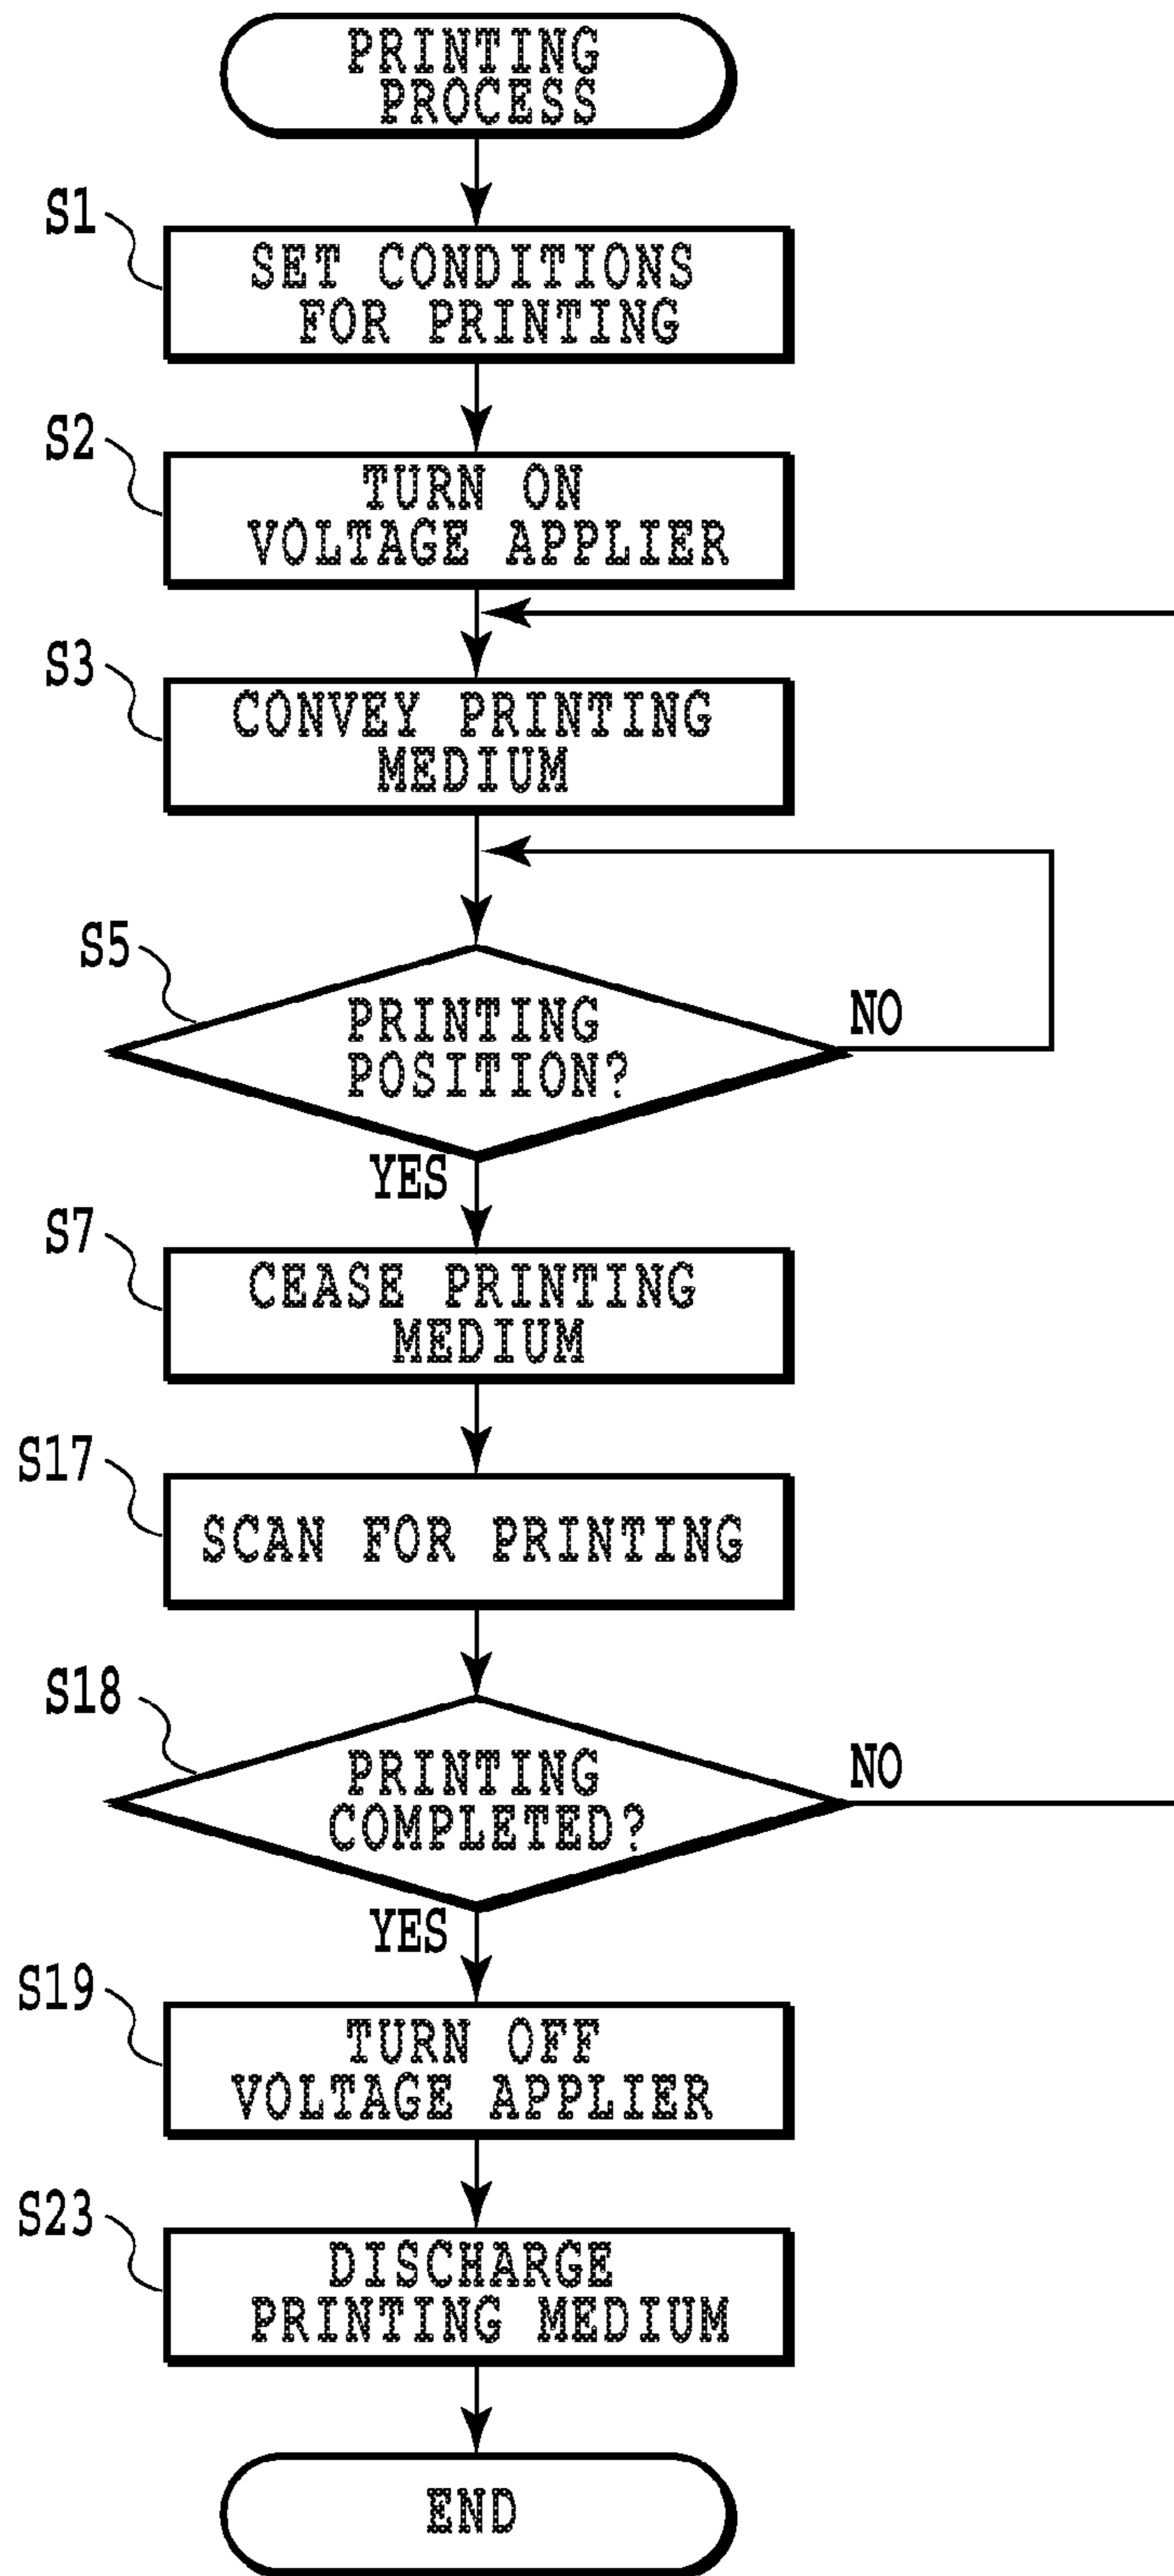 PRINTING
PROCESS
S1
SET CONDITIONS
FOR PRINTING
S2
TURN ON
VOLTAGE APPLIER
S3
CONVEY PRINTING
MEDIUM
S5
PRINTING
POSITION?
NO
YES
S7
CEASE PRINTING
MEDIUM
S17
SCAN FOR PRINTING
S18
PRINTING
COMPLETED?
NO
YES
S19
TURN OFF
VOLTAGE APPLIER
S23
DISCHARGE
PRINTING MEDIUM
END